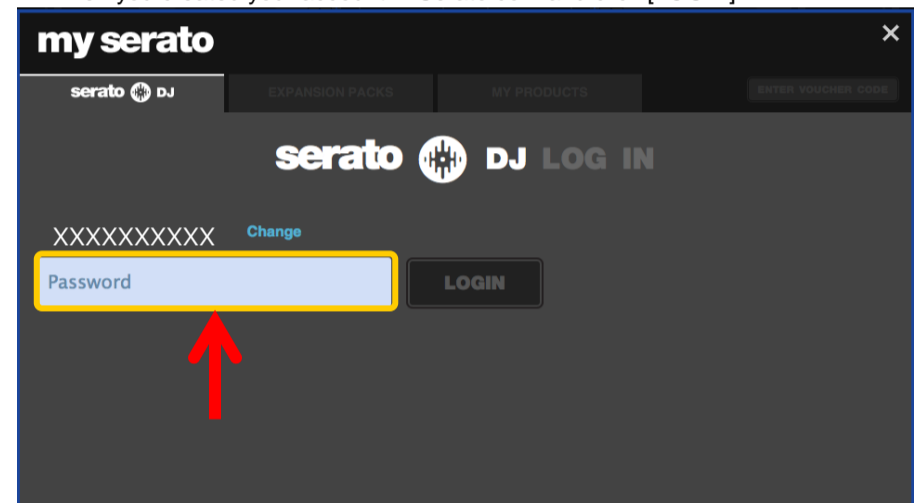 my serato ×
serato DJ EXPANSION PACKS MY PRODUCTS ENTER VOUCHER CODE
serato DJ LOG IN
XXXXXXXXXX Change
Password LOGIN